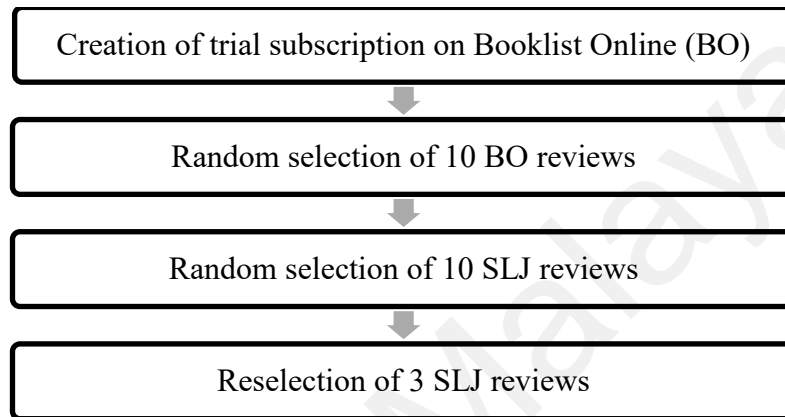 Creation of trial subscription on Booklist Online (BO)
Random selection of 10 BO reviews
Random selection of 10 SLJ reviews
Reselection of 3 SLJ reviews
Malaya